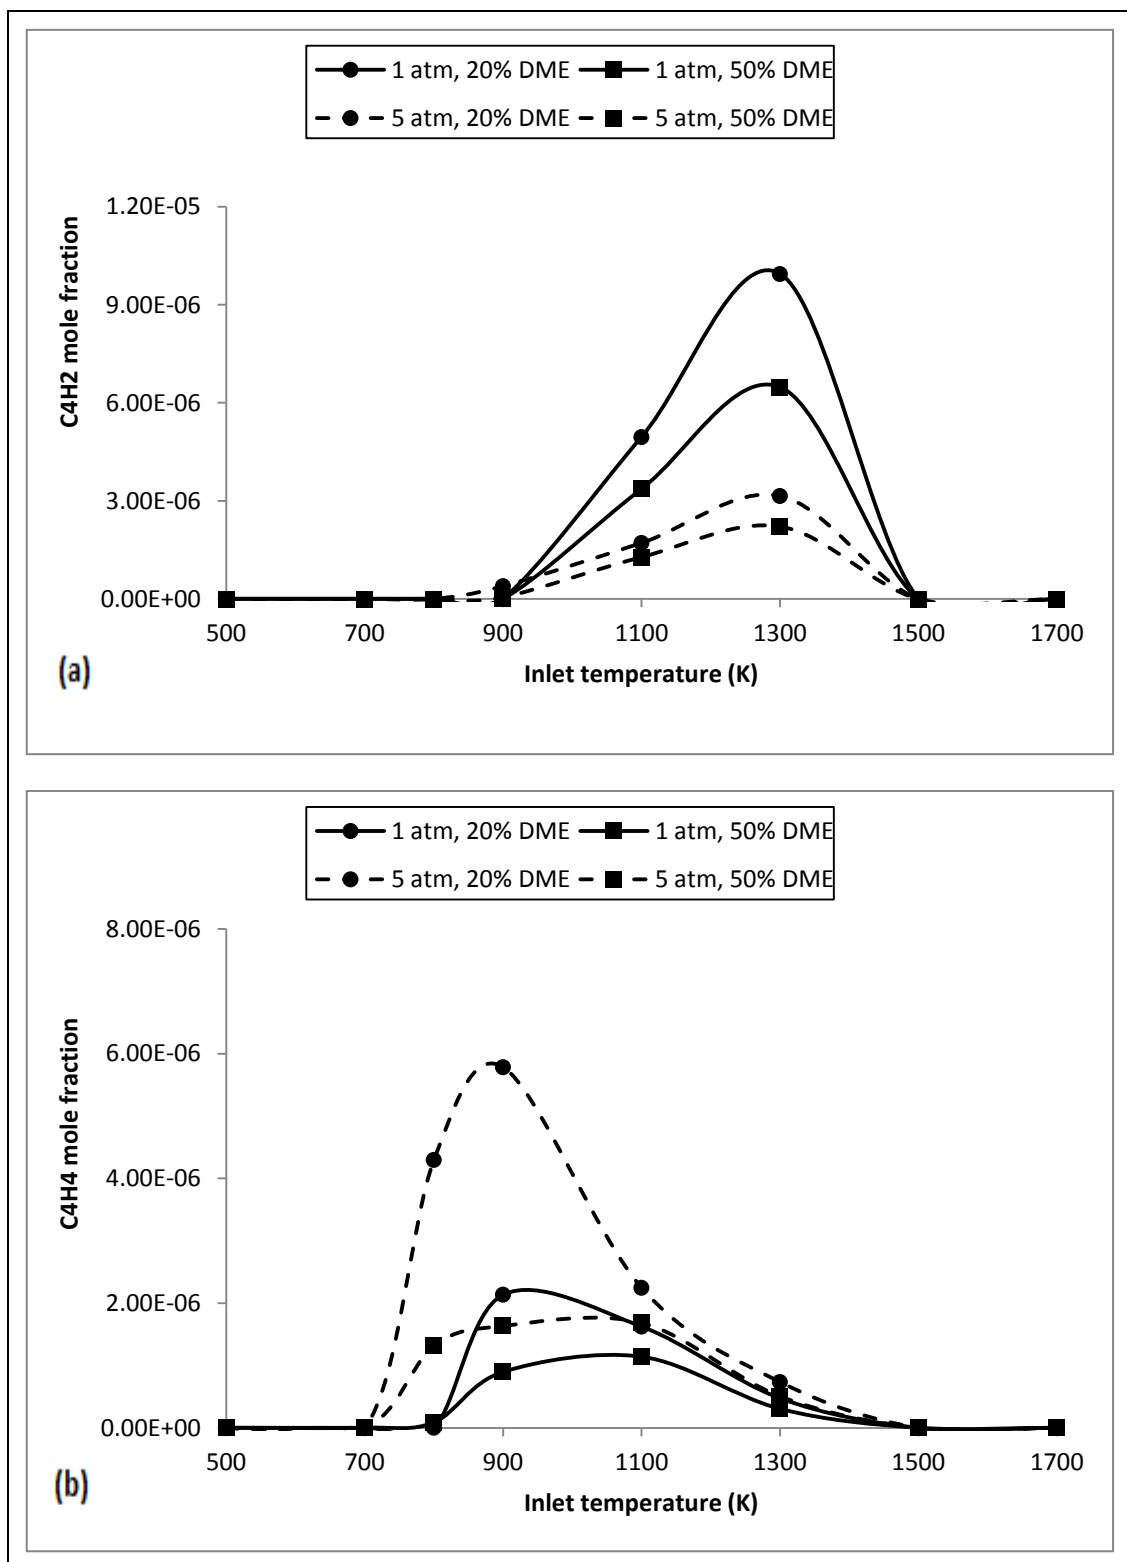 1 atm, 20% DME 1 atm, 50% DME
5 atm, 20% DME 5 atm, 50% DME
1.20E-05
9.00E-06
6.00E-06
3.00E-06
0.00E+00
C4H2 mole fraction
500 700 900 1100 1300 1500 1700
Inlet temperature (K)
(a)
1 atm, 20% DME 1 atm, 50% DME
5 atm, 20% DME 5 atm, 50% DME
8.00E-06
6.00E-06
4.00E-06
2.00E-06
0.00E+00
C4H4 mole fraction
500 700 900 1100 1300 1500 1700
Inlet temperature (K)
(b)